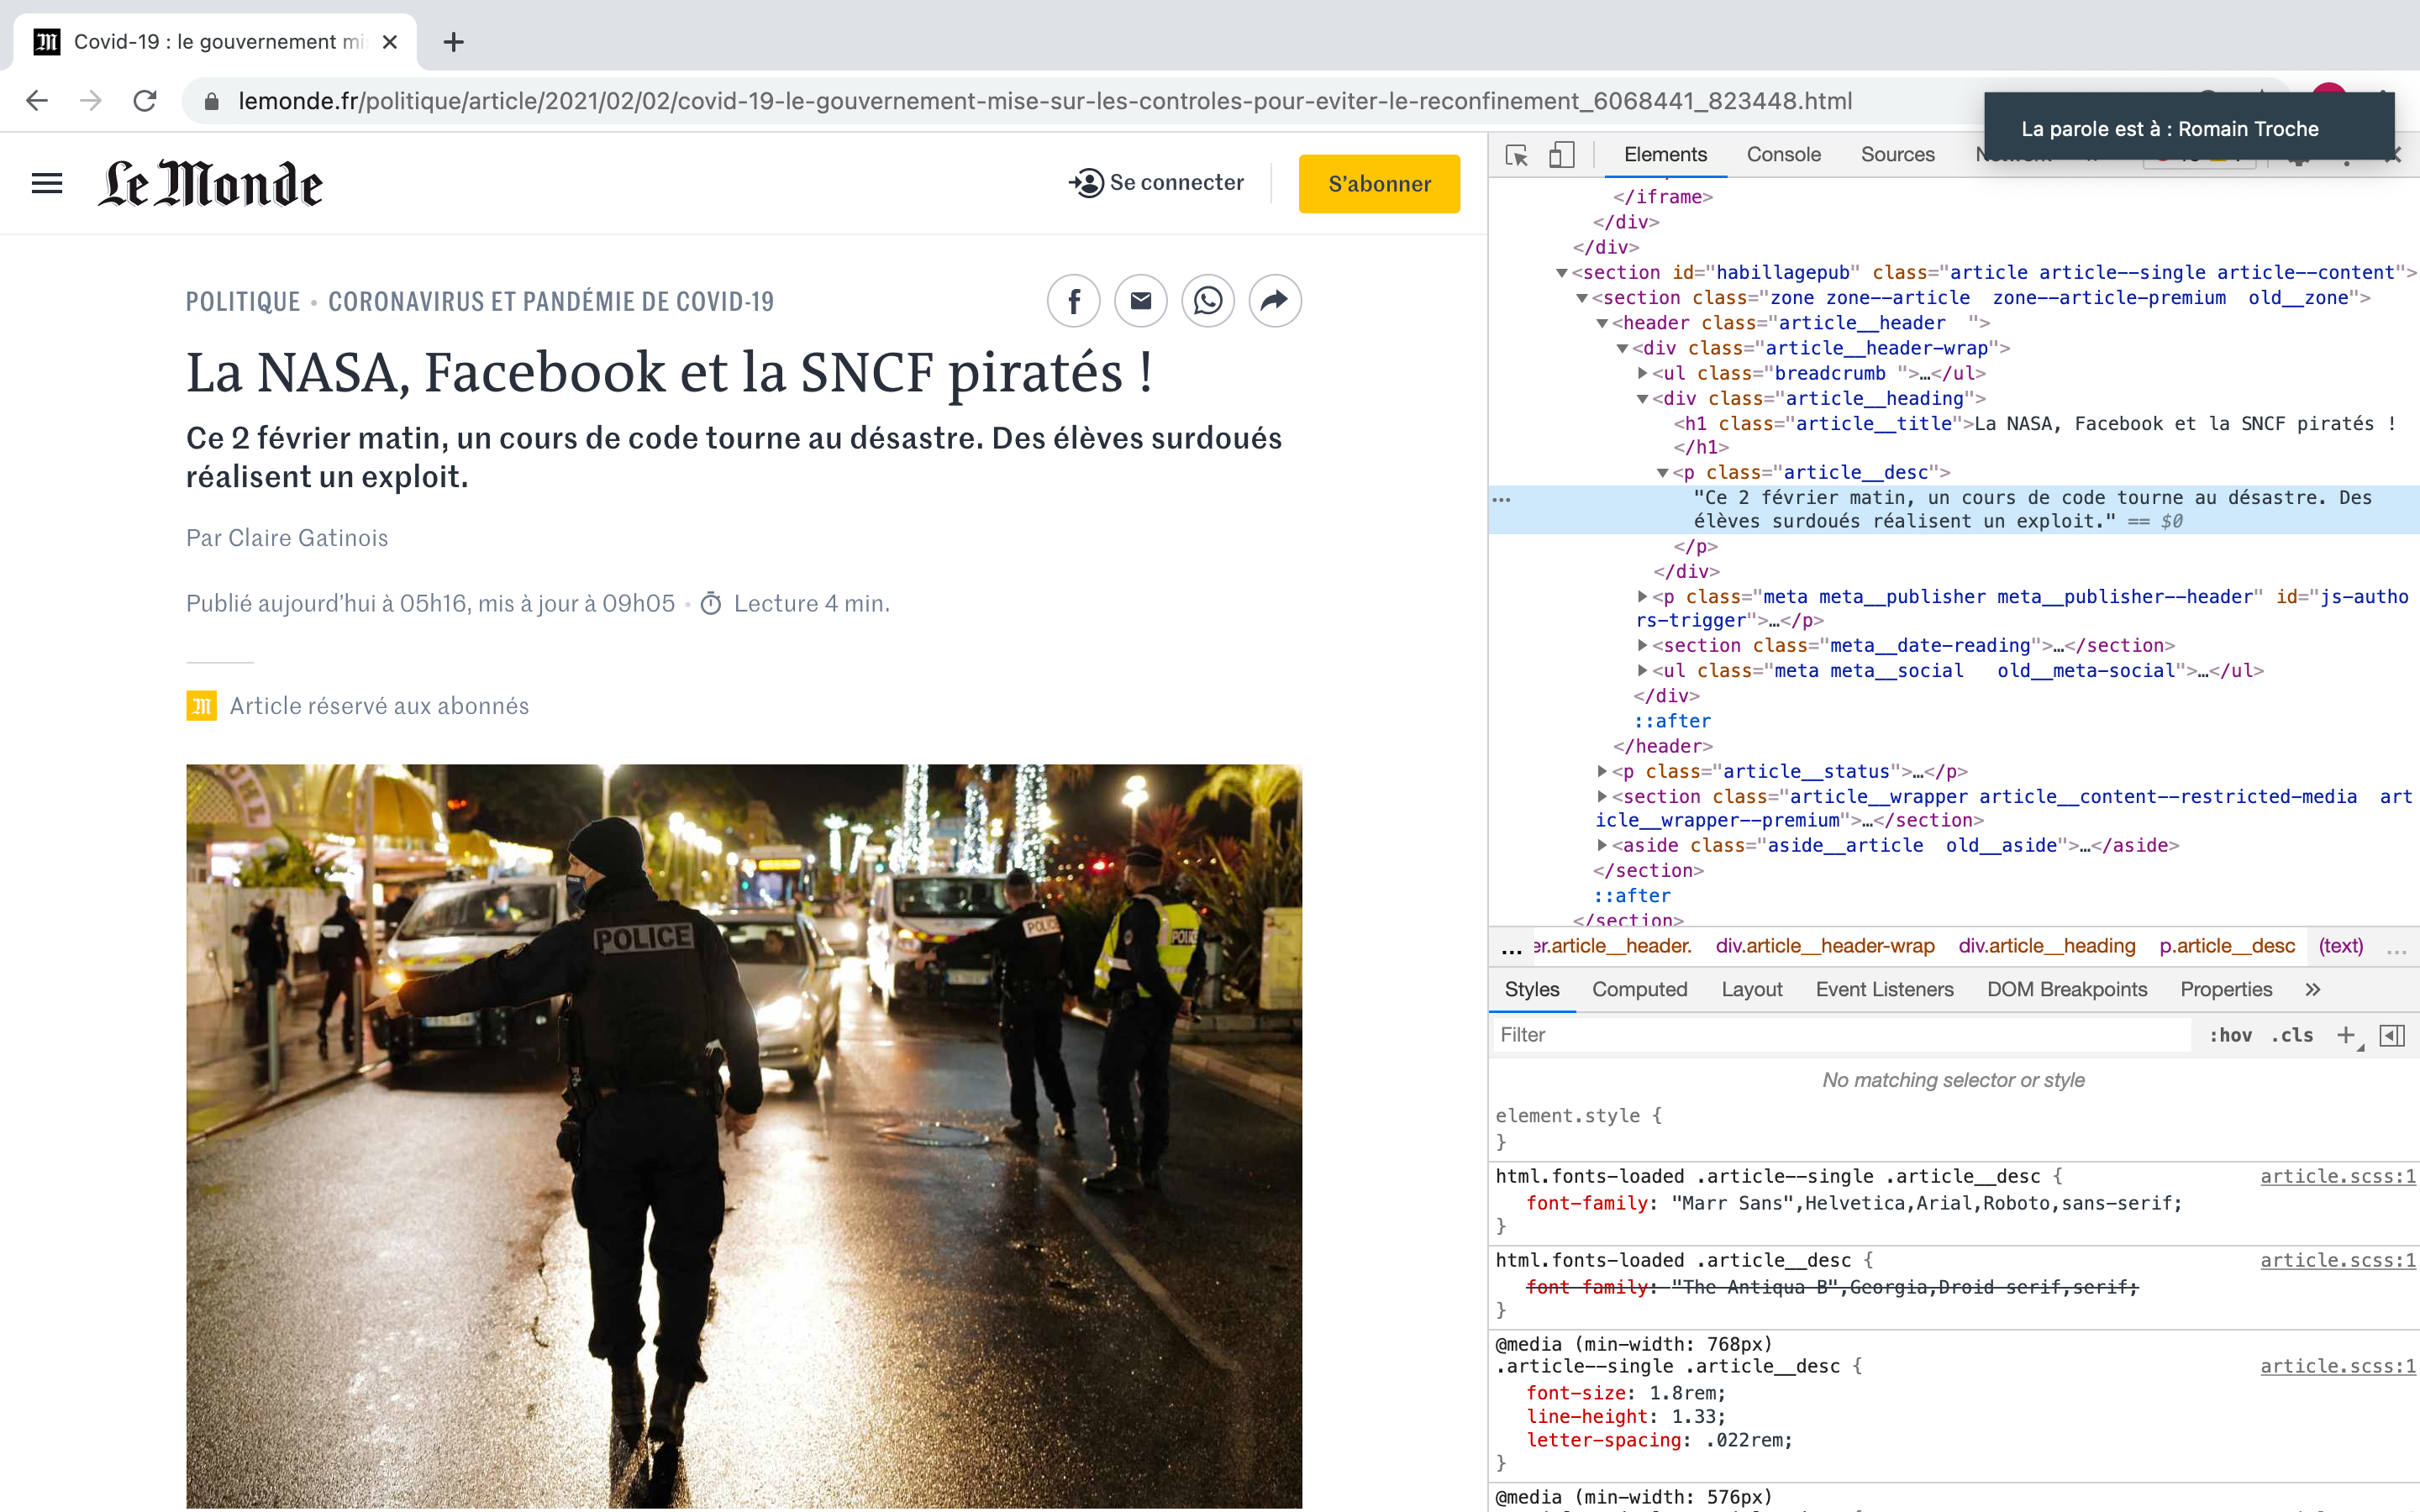 Covid-19 : le gouvernement mi
lemonde.fr/politique/article/2021/02/02/covid-19-le-gouvernement-mise-sur-les-controles-pour-eviter-le-reconfinement_6068441_823448.html
La parole est à : Romain Troche
Le Monde
Se connecter
S'abonner
POLITIQUE • CORONAVIRUS ET PANDÉMIE DE COVID-19
La NASA, Facebook et la SNCF piratés !
Ce 2 février matin, un cours de code tourne au désastre. Des élèves surdoués
réalisent un exploit.
Par Claire Gatinois
Publié aujourd'hui à 05h16, mis à jour à 09h05 • Lecture 4 min.
Article réservé aux abonnés
POLICE
POLICE
Elements Console Sources
</iframe>
</div>
</div>
<section id="habillagepub" class="article article--single article--content">
<section class="zone zone--article  zone--article-premium  old__zone">
<header class="article__header  ">
<div class="article__header-wrap">
<ul class="breadcrumb ">…</ul>
<div class="article__heading">
<h1 class="article__title">La NASA, Facebook et la SNCF piratés !
</h1>
<p class="article__desc">
"Ce 2 février matin, un cours de code tourne au désastre. Des
élèves surdoués réalisent un exploit." == $0
</p>
</div>
<p class="meta meta__publisher meta__publisher--header" id="js-autho
rs-trigger">…</p>
<section class="meta__date-reading">…</section>
<ul class="meta meta__social   old__meta-social">…</ul>
</div>
::after
</header>
<p class="article__status">…</p>
<section class="article__wrapper article__content--restricted-media  art
icle__wrapper--premium">…</section>
<aside class="aside__article  old__aside">…</aside>
</section>
::after
</section>
… er.article__header. div.article__header-wrap div.article__heading p.article__desc (text) …
Styles Computed Layout Event Listeners DOM Breakpoints Properties »
Filter :hov .cls +
No matching selector or style
element.style {
}
html.fonts-loaded .article--single .article__desc { article.scss:1
font-family: "Marr Sans",Helvetica,Arial,Roboto,sans-serif;
}
html.fonts-loaded .article__desc { article.scss:1
font-family: "The Antiqua B",Georgia,Droid-serif,serif;
}
@media (min-width: 768px)
.article--single .article__desc { article.scss:1
font-size: 1.8rem;
line-height: 1.33;
letter-spacing: .022rem;
}
@media (min-width: 576px)